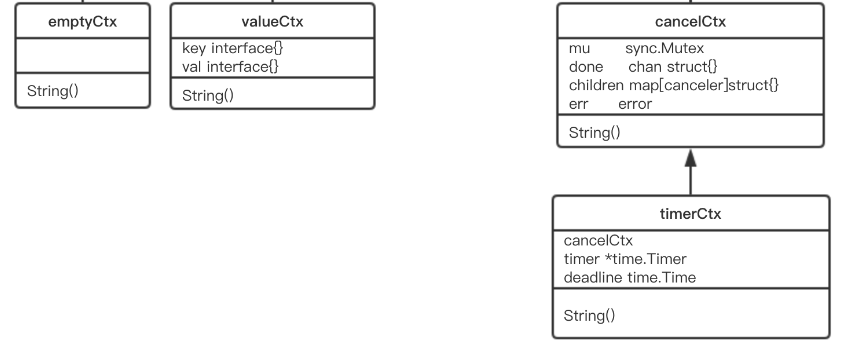 emptyCtx
String()
valueCtx
key interface{}
val interface{}
String()
cancelCtx
mu sync.Mutex
done chan struct{}
children map[canceler]struct{}
err error
String()
timerCtx
cancelCtx
timer *time.Timer
deadline time.Time
String()